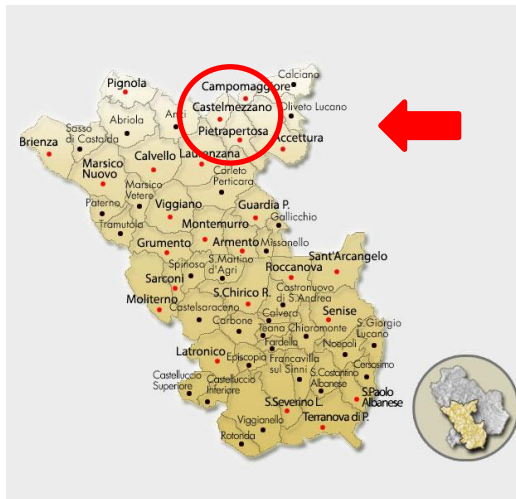 Calciano
Pignola
Campomaggiore
Castelmezzano
Oliveto Lucano
Abriola
Anzi
Sasso
di Castalda
Pietrapertosa
Accettura
Brienza
Calvello
Laurenzana
Marsico
Nuovo
Corleto
Perticara
Marsico
Vetere
Paterno
Viggiano
Guardia P.
Gallicchio
Tramutola
Montemurro
Grumento
Armento
Missanello
Sant'Arcangelo
Spinoso
S.Martino
d'Agri
Roccanova
Sarconi
Castronuovo
di S.Andrea
Moliterno
S.Chirico R.
Castelsaraceno
Calvera
Senise
Carbone
Teana
Chiaromonte
S.Giorgio
Lucano
Fardella
Noepoli
Latronico
Episcopia
Francavilla
sul Sinni
S.Costantino
Albanese
Cersosimo
Castelluccio
Superiore
Castelluccio
Inferiore
S.Severino L.
S.Paolo
Albanese
Viggianello
Terranova di P.
Rotonda